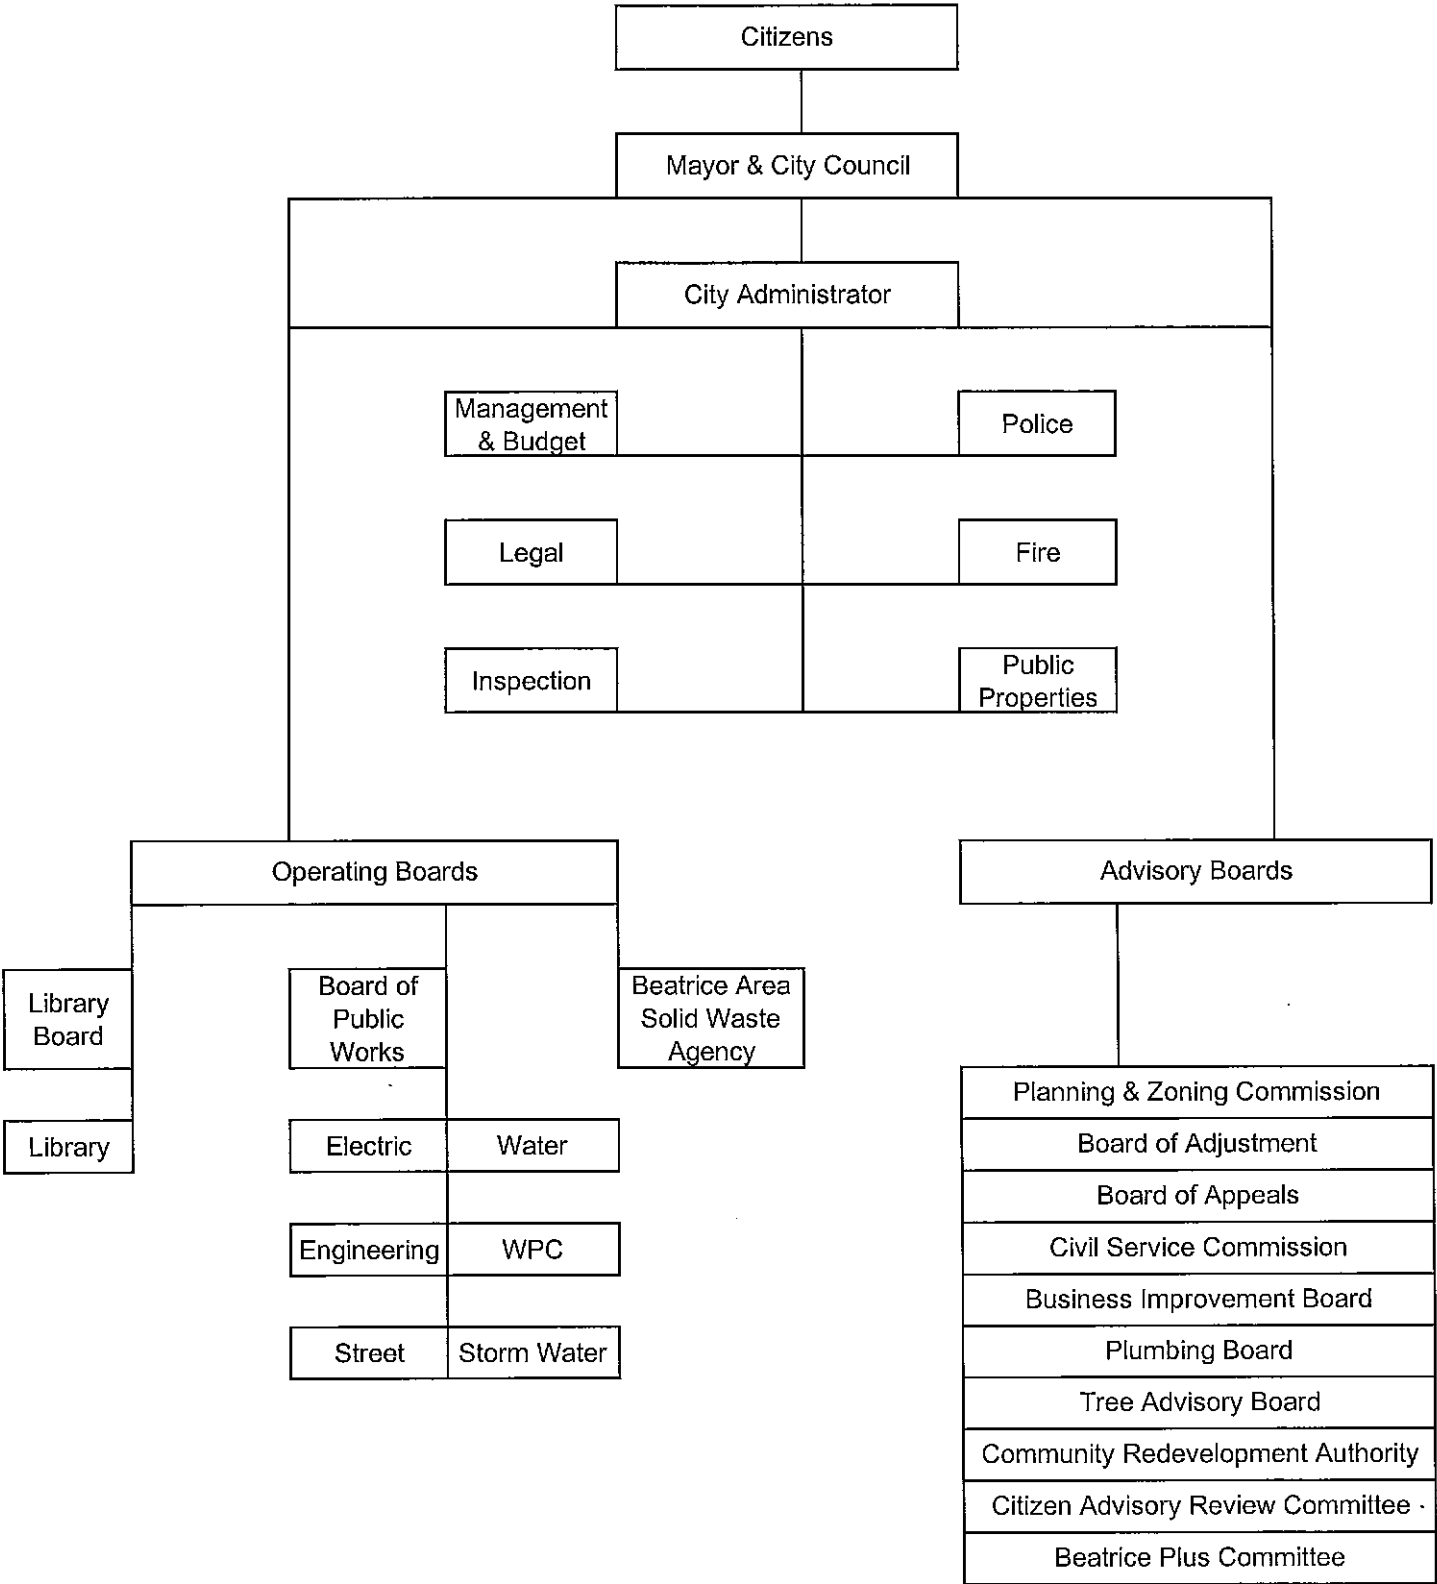 Citizens
Mayor & City Council
City Administrator
Management
& Budget
Police
Legal
Fire
Inspection
Public
Properties
Operating Boards
Advisory Boards
Library
Board
Board of
Public
Works
Beatrice Area
Solid Waste
Agency
Library
Electric
Water
Engineering
WPC
Street
Storm Water
Planning & Zoning Commission
Board of Adjustment
Board of Appeals
Civil Service Commission
Business Improvement Board
Plumbing Board
Tree Advisory Board
Community Redevelopment Authority
Citizen Advisory Review Committee
Beatrice Plus Committee